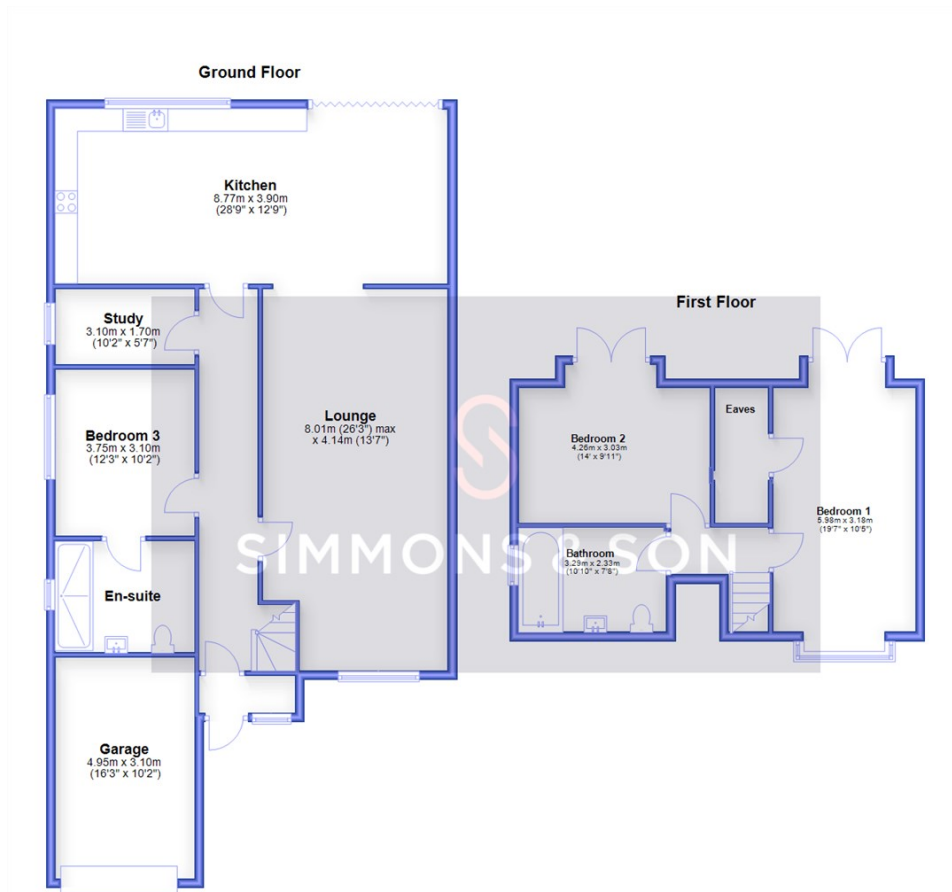 Ground Floor
Kitchen
8.77m x 3.90m
(28'9" x 12'9")
Study
3.10m x 1.70m
(10'2" x 5'7")
Bedroom 3
3.75m x 3.10m
(12'3" x 10'2")
Lounge
8.01m (26'3") max
x 4.14m (13'7")
En-suite
Garage
4.95m x 3.10m
(16'3" x 10'2")
First Floor
Eaves
Bedroom 2
4.26m x 3.03m
(14' x 9'11")
Bedroom 1
5.98m x 3.18m
(19'7" x 10'5")
Bathroom
3.29m x 2.33m
(10'10" x 7'8")
SIMMONS & SON